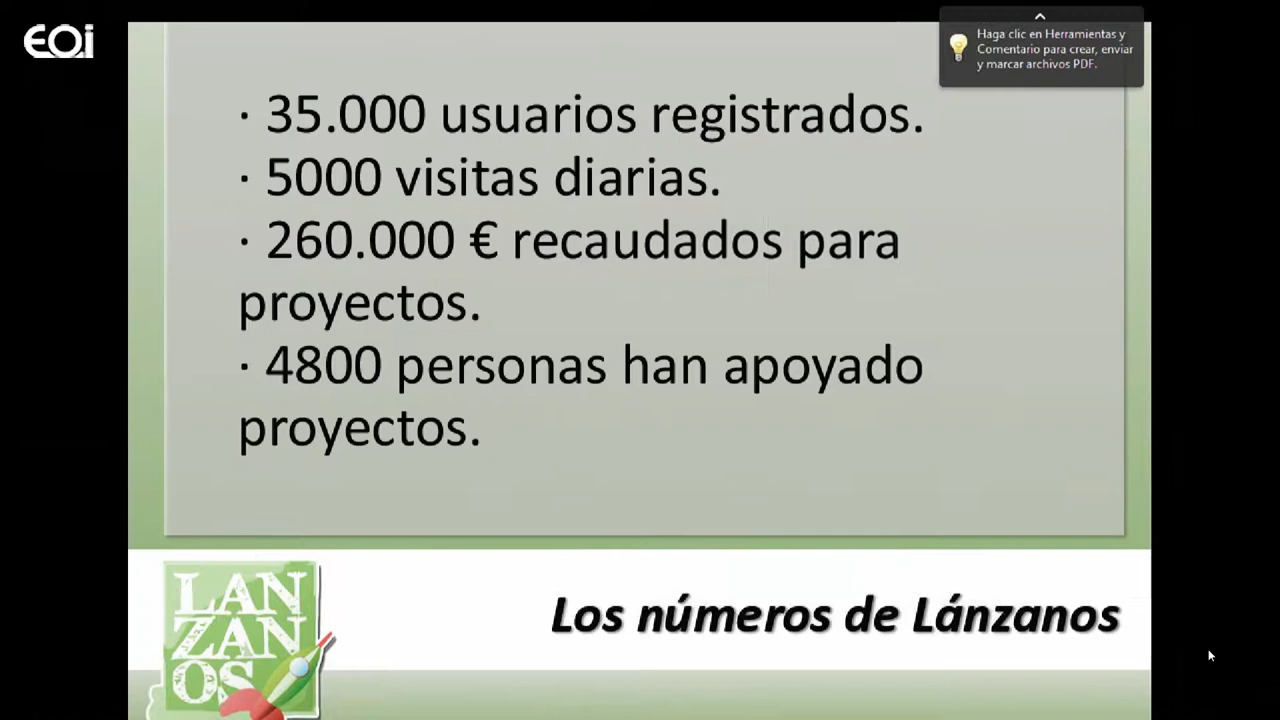 EOi
Haga clic en Herramientas y
Comentario para crear, enviar
y marcar archivos PDF.
· 35.000 usuarios registrados.
· 5000 visitas diarias.
· 260.000 € recaudados para
proyectos.
· 4800 personas han apoyado
proyectos.
LAN
ZAN
OS
Los números de Lánzanos